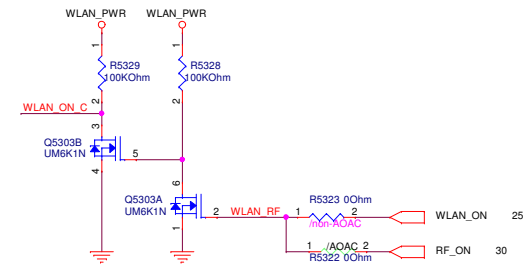 WLAN_PWR WLAN_PWR
1 1
R5329 R5328
100KOhm 100KOhm
2 2
WLAN_ON_C
3
Q5303B
UM6K1N
5
4
6
Q5303A
UM6K1N
2 WLAN_RF
1
R5323 0Ohm
1 2
/non-AOAC
WLAN_ON 25
1 /AOAC 2
R5322 0Ohm
RF_ON 30